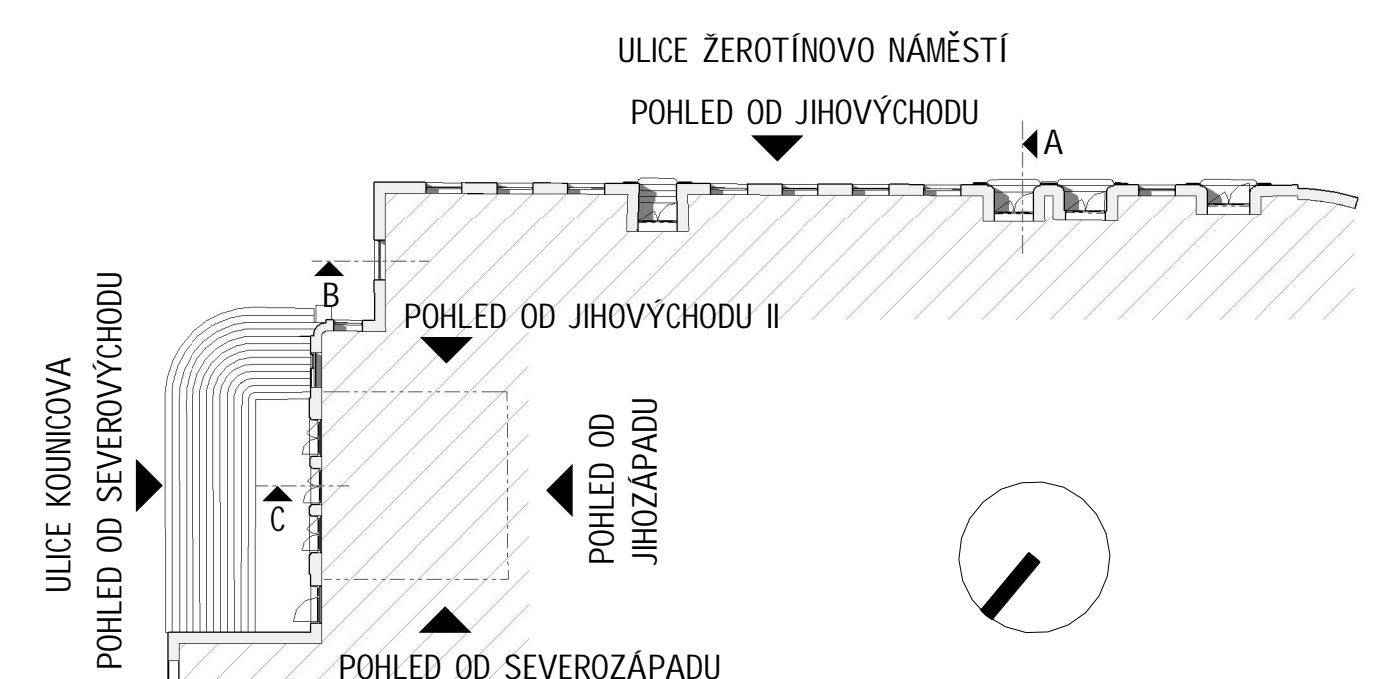 ULICE ŽEROTÍNOVO NÁMĚSTÍ
POHLED OD JIHOVÝCHODU
A
B
POHLED OD JIHOVÝCHODU II
ULICE KOUNICOVA
POHLED OD SEVEROVÝCHODU
C
POHLED OD
JIHOZÁPADU
POHLED OD SEVEROZÁPADU